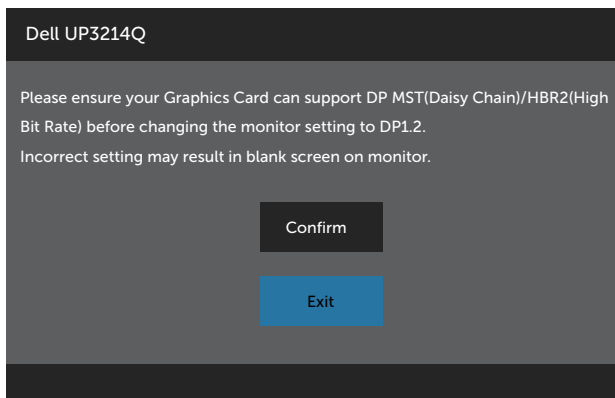 Dell UP3214Q
Please ensure your Graphics Card can support DP MST(Daisy Chain)/HBR2(High
Bit Rate) before changing the monitor setting to DP1.2.
Incorrect setting may result in blank screen on monitor.
Confirm
Exit